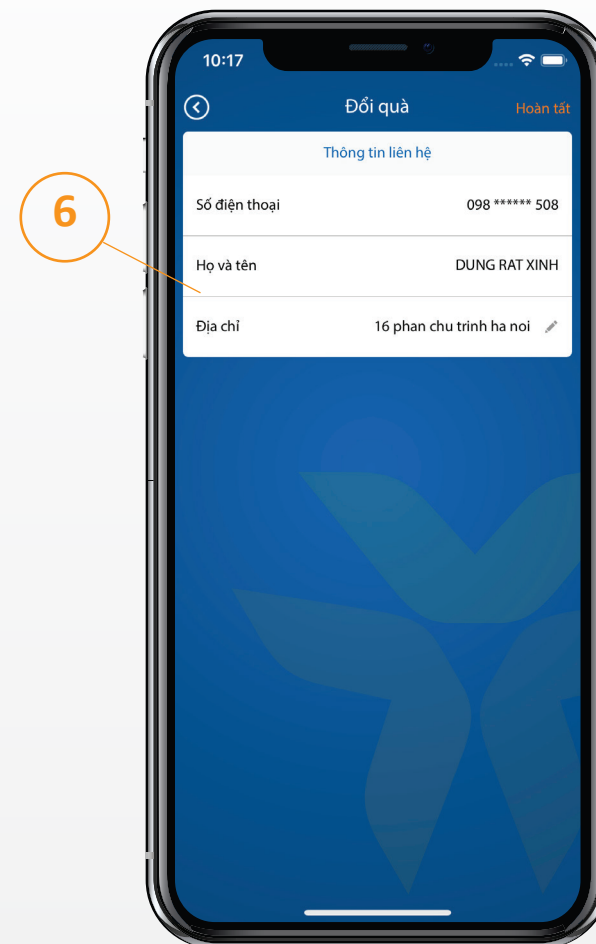 10:17
Đổi quà
Hoàn tất
Thông tin liên hệ
Số điện thoại 098 ****** 508
6
Họ và tên DUNG RAT XINH
Địa chỉ 16 phan chu trinh ha noi